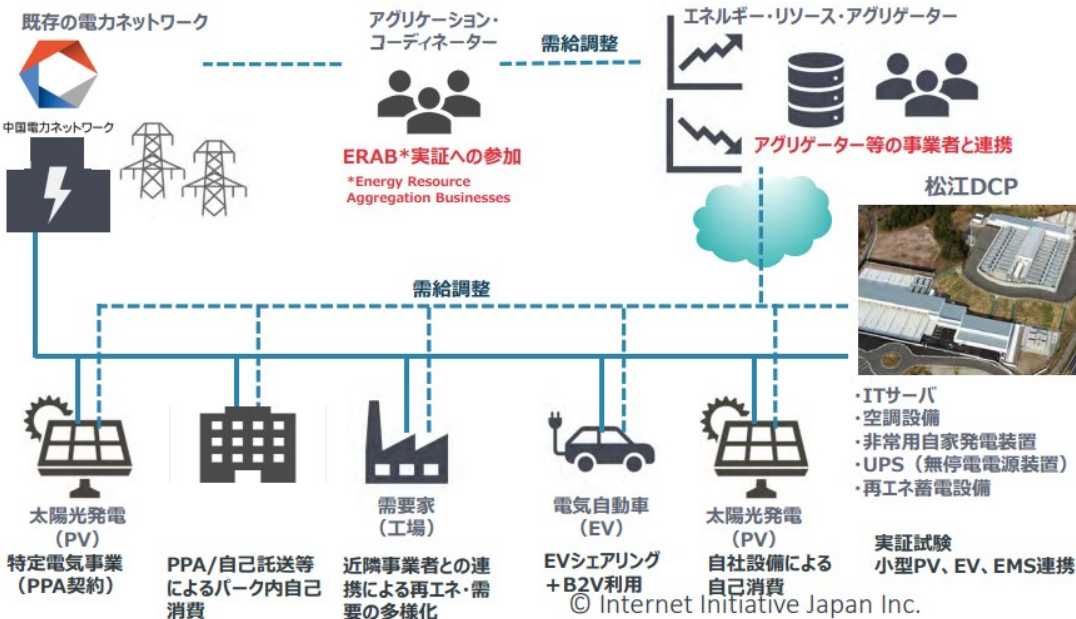 既存の電力ネットワーク
アグリケーション・
コーディネーター
エネルギー・リソース・アグリゲーター
需給調整
中国電力ネットワーク
ERAB*実証への参加
*Energy Resource
Aggregation Businesses
アグリゲーター等の事業者と連携
松江DCP
需給調整
・ITサーバ
・空調設備
・非常用自家発電装置
・UPS（無停電電源装置）
・再エネ蓄電設備
太陽光発電
（PV）
特定電気事業
（PPA契約）
PPA/自己託送等
によるパーク内自己
消費
需要家
（工場）
近隣事業者との連
携による再エネ・需
要の多様化
電気自動車
（EV）
EVシェアリング
＋B2V利用
太陽光発電
（PV）
自社設備による
自己消費
実証試験
小型PV、EV、EMS連携
© Internet Initiative Japan Inc.